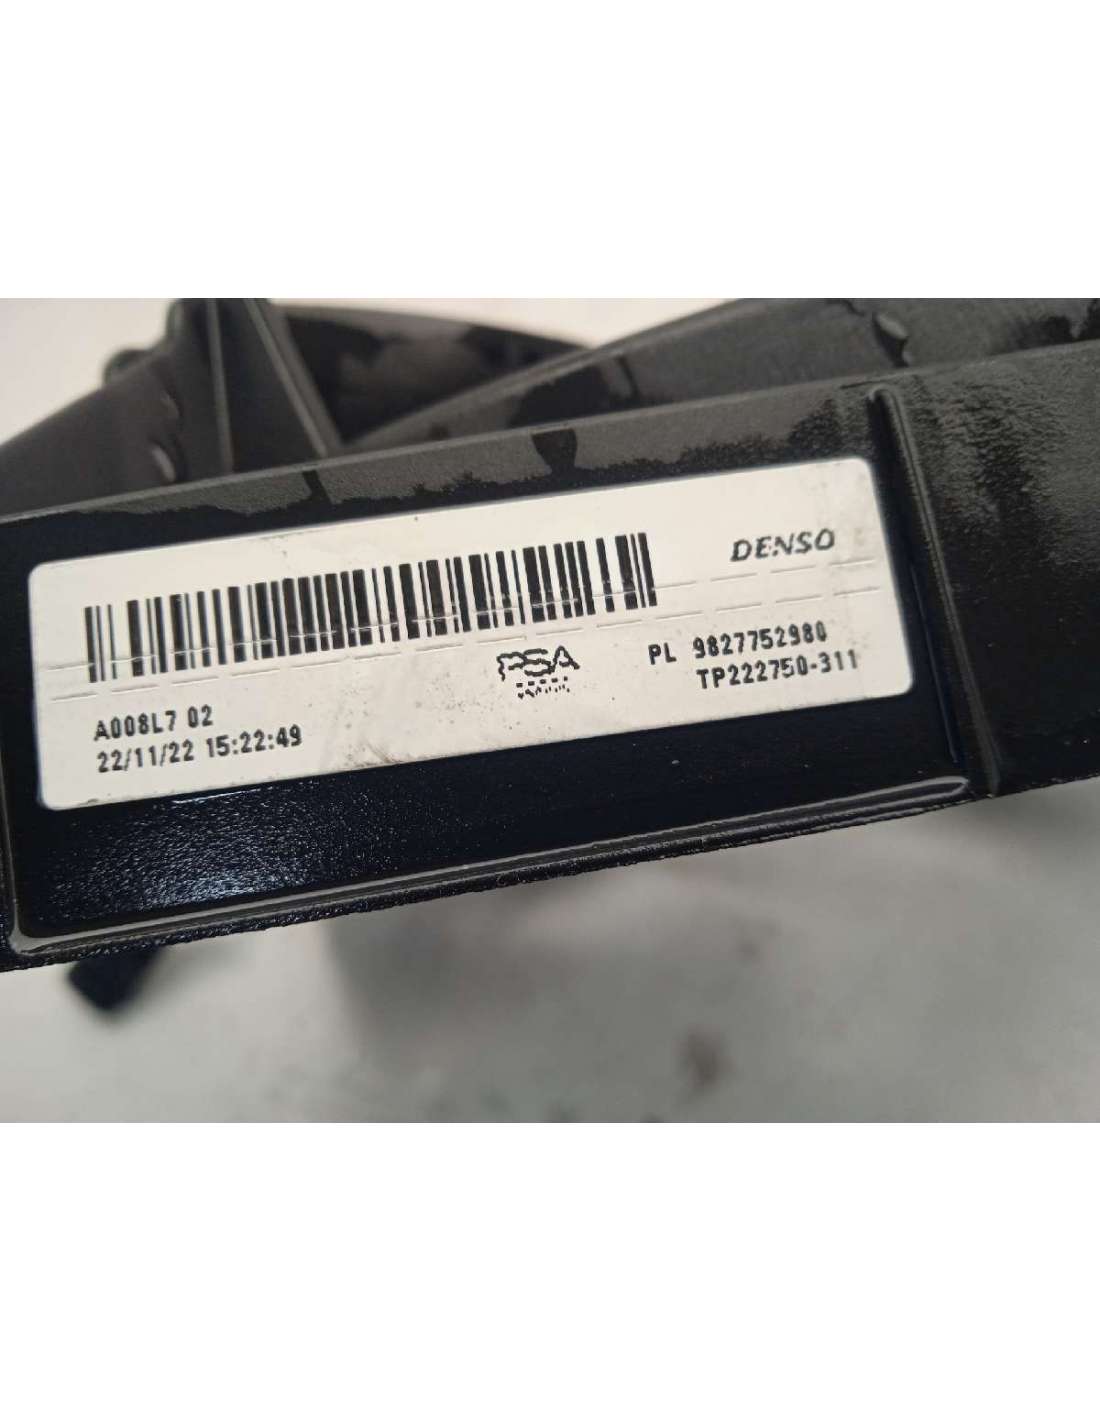 DENSO
PSA
PL 9827752980
TP222750-311
A008L7 02
22/11/22 15:22:49